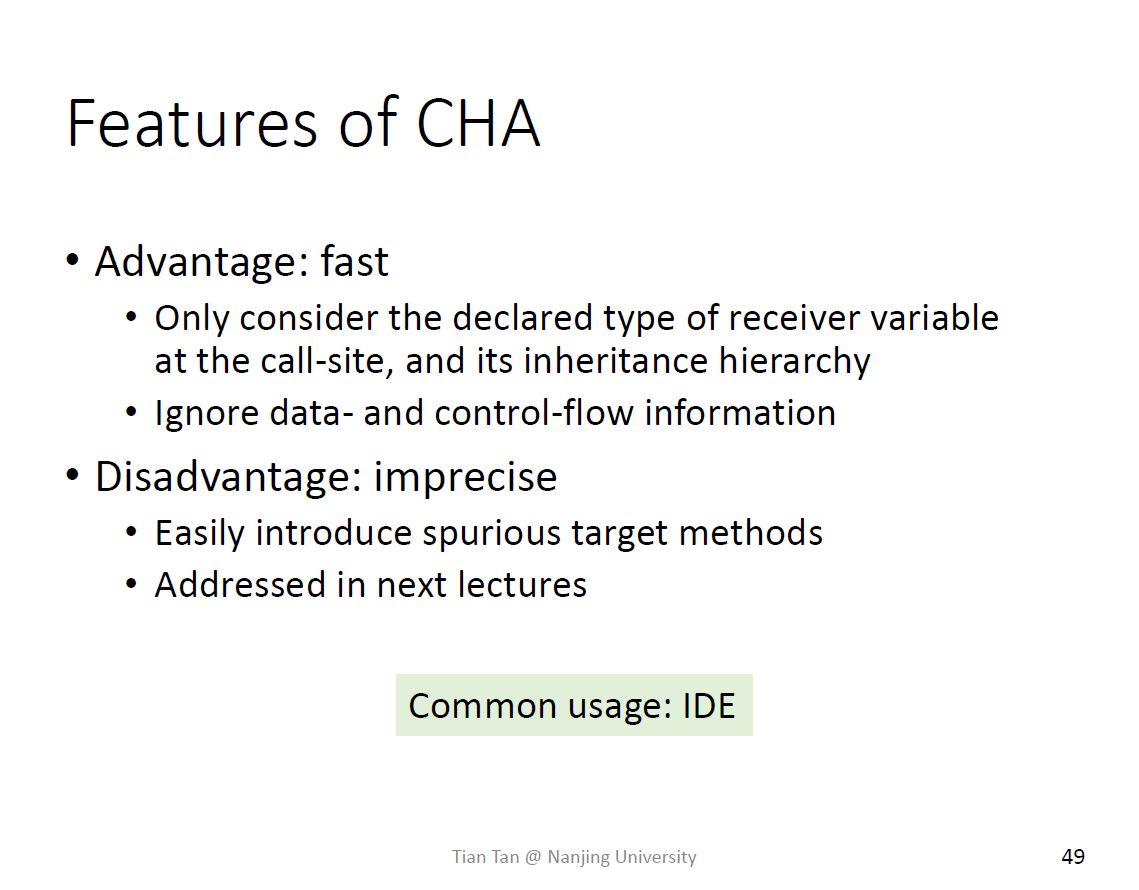 Features of CHA
• Advantage: fast
• Only consider the declared type of receiver variable
at the call-site, and its inheritance hierarchy
• Ignore data- and control-flow information
• Disadvantage: imprecise
• Easily introduce spurious target methods
• Addressed in next lectures
Common usage: IDE
Tian Tan @ Nanjing University
49